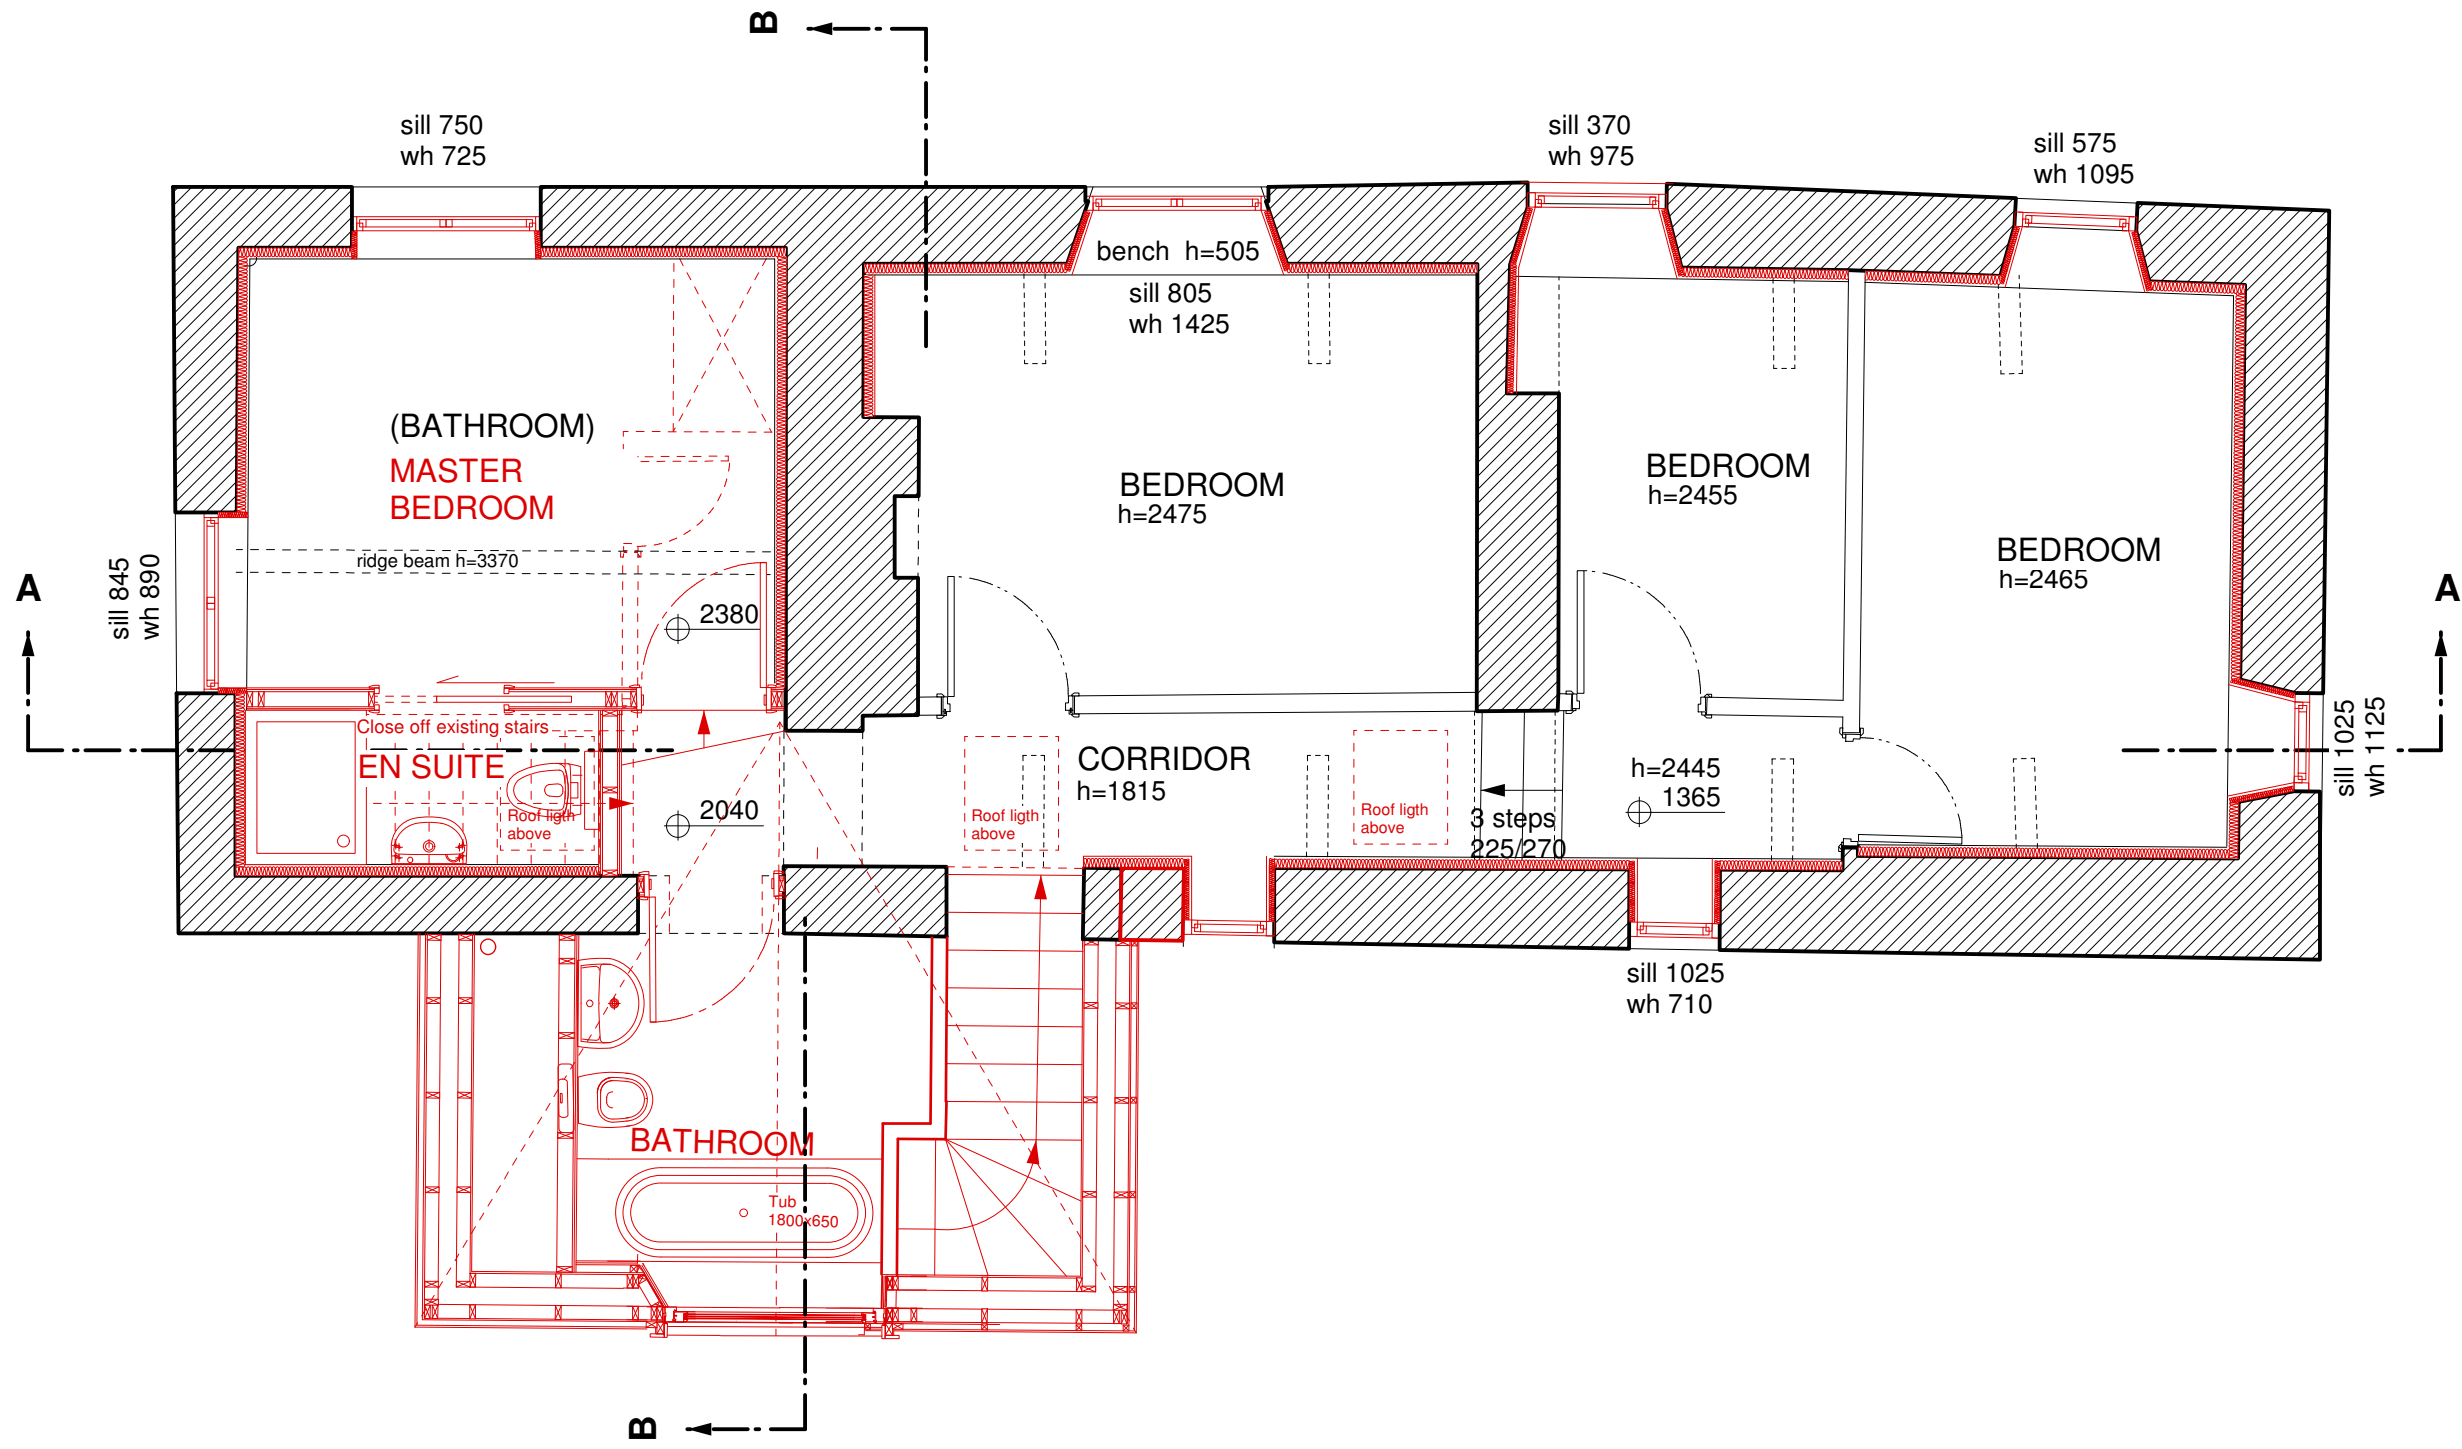 B
sill 750
wh 725
sill 370
wh 975
sill 575
wh 1095
bench h=505
sill 805
wh 1425
(BATHROOM)
MASTER
BEDROOM
BEDROOM
h=2475
BEDROOM
h=2455
BEDROOM
h=2465
ridge beam h=3370
sill 845
wh 890
A
A
2380
Close off existing stairs
EN SUITE
Roof ligth
above
2040
CORRIDOR
h=1815
Roof ligth
above
Roof ligth
above
3 steps
225/270
h=2445
1365
sill 1025
wh 1125
sill 1025
wh 710
BATHROOM
Tub
1800x650
B